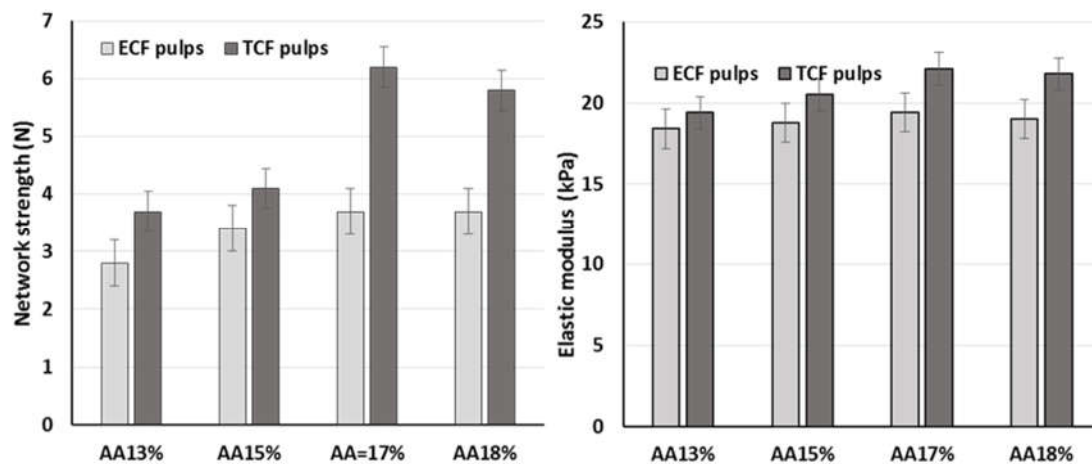 7
6
5
4
3
2
1
0
Network strength (N)
ECF pulps TCF pulps
AA13% AA15% AA=17% AA18%
25
20
15
10
5
0
Elastic modulus (kPa)
ECF pulps TCF pulps
AA13% AA15% AA17% AA18%